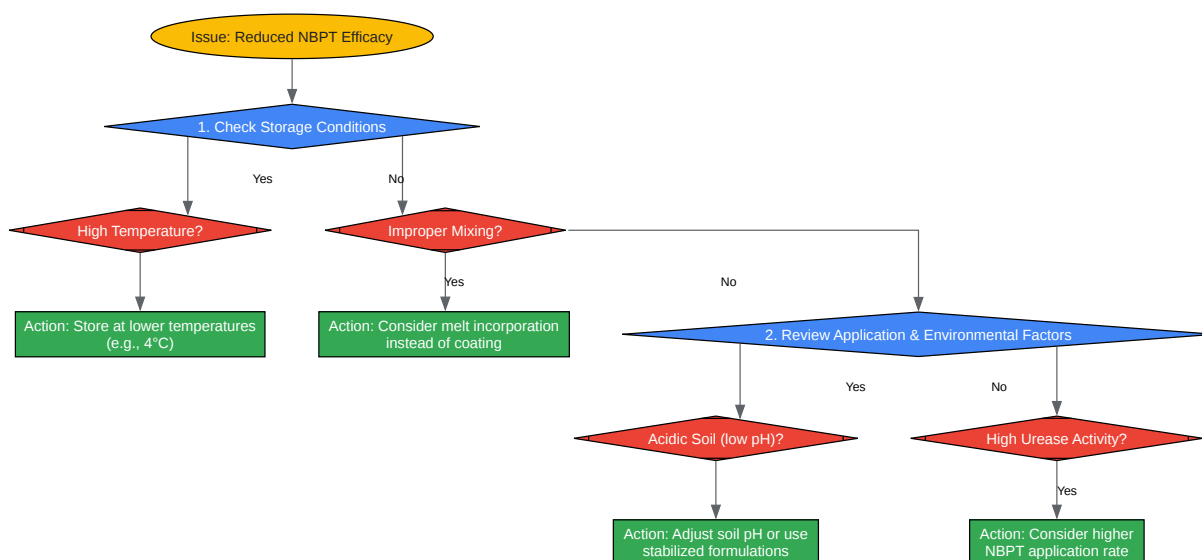 Issue: Reduced NBPT Efficacy
1. Check Storage Conditions
Yes
No
High Temperature?
Improper Mixing?
Yes
No
Action: Store at lower temperatures
(e.g., 4°C)
Action: Consider melt incorporation
instead of coating
2. Review Application & Environmental Factors
Yes
No
Acidic Soil (low pH)?
High Urease Activity?
Yes
Action: Adjust soil pH or use
stabilized formulations
Action: Consider higher
NBPT application rate